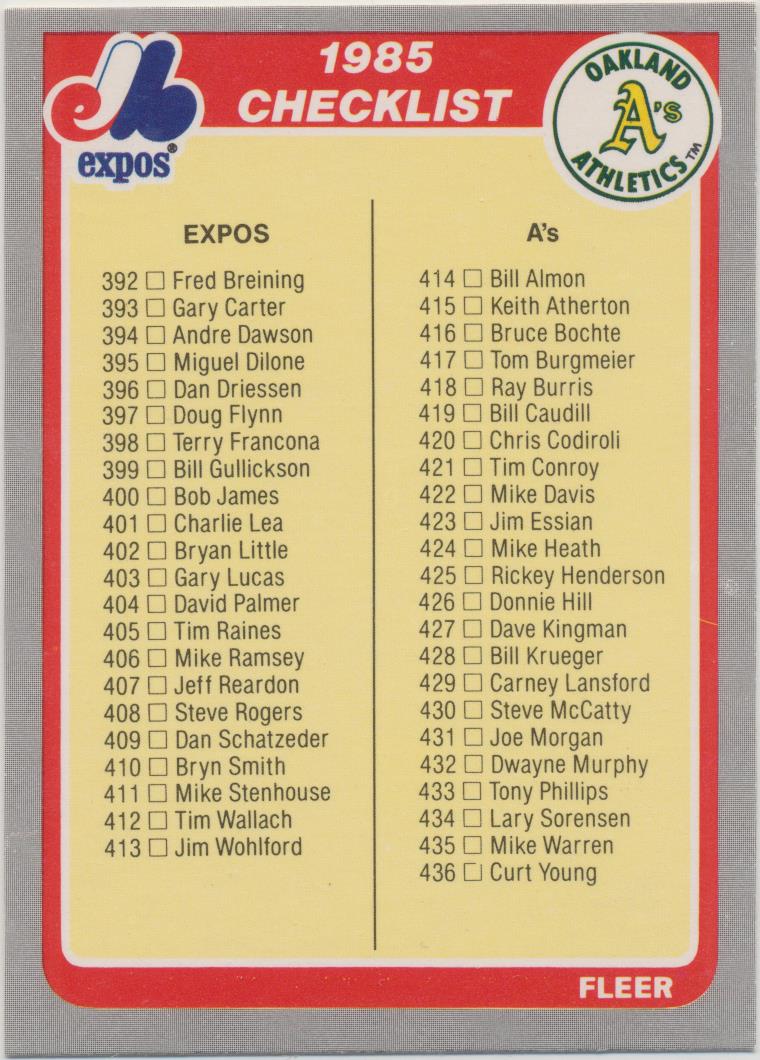 1985
CHECKLIST
expos®
OAKLAND
A's
ATHLETICS™
EXPOS
392 □ Fred Breining
393 □ Gary Carter
394 □ Andre Dawson
395 □ Miguel Dilone
396 □ Dan Driessen
397 □ Doug Flynn
398 □ Terry Francona
399 □ Bill Gullickson
400 □ Bob James
401 □ Charlie Lea
402 □ Bryan Little
403 □ Gary Lucas
404 □ David Palmer
405 □ Tim Raines
406 □ Mike Ramsey
407 □ Jeff Reardon
408 □ Steve Rogers
409 □ Dan Schatzeder
410 □ Bryn Smith
411 □ Mike Stenhouse
412 □ Tim Wallach
413 □ Jim Wohlford
A's
414 □ Bill Almon
415 □ Keith Atherton
416 □ Bruce Bochte
417 □ Tom Burgmeier
418 □ Ray Burris
419 □ Bill Caudill
420 □ Chris Codiroli
421 □ Tim Conroy
422 □ Mike Davis
423 □ Jim Essian
424 □ Mike Heath
425 □ Rickey Henderson
426 □ Donnie Hill
427 □ Dave Kingman
428 □ Bill Krueger
429 □ Carney Lansford
430 □ Steve McCatty
431 □ Joe Morgan
432 □ Dwayne Murphy
433 □ Tony Phillips
434 □ Lary Sorensen
435 □ Mike Warren
436 □ Curt Young
FLEER